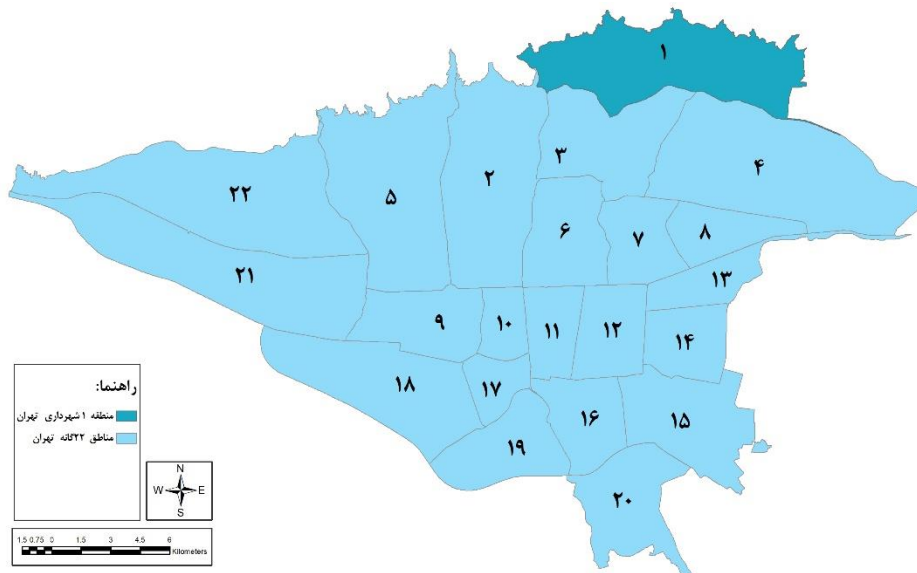 ۱
۳
۴
۲
۵
۲۲
۶
۷
۸
۲۱
۱۳
۹
۱۰
۱۱
۱۲
۱۴
۱۸
۱۷
۱۶
۱۵
۱۹
۲۰
راهنما:
منطقه ۱ شهرداری تهران
مناطق ۲۲گانه تهران
N
W E
S
1.5 0.75 0 1.5 3 4.5 6
Kilometers